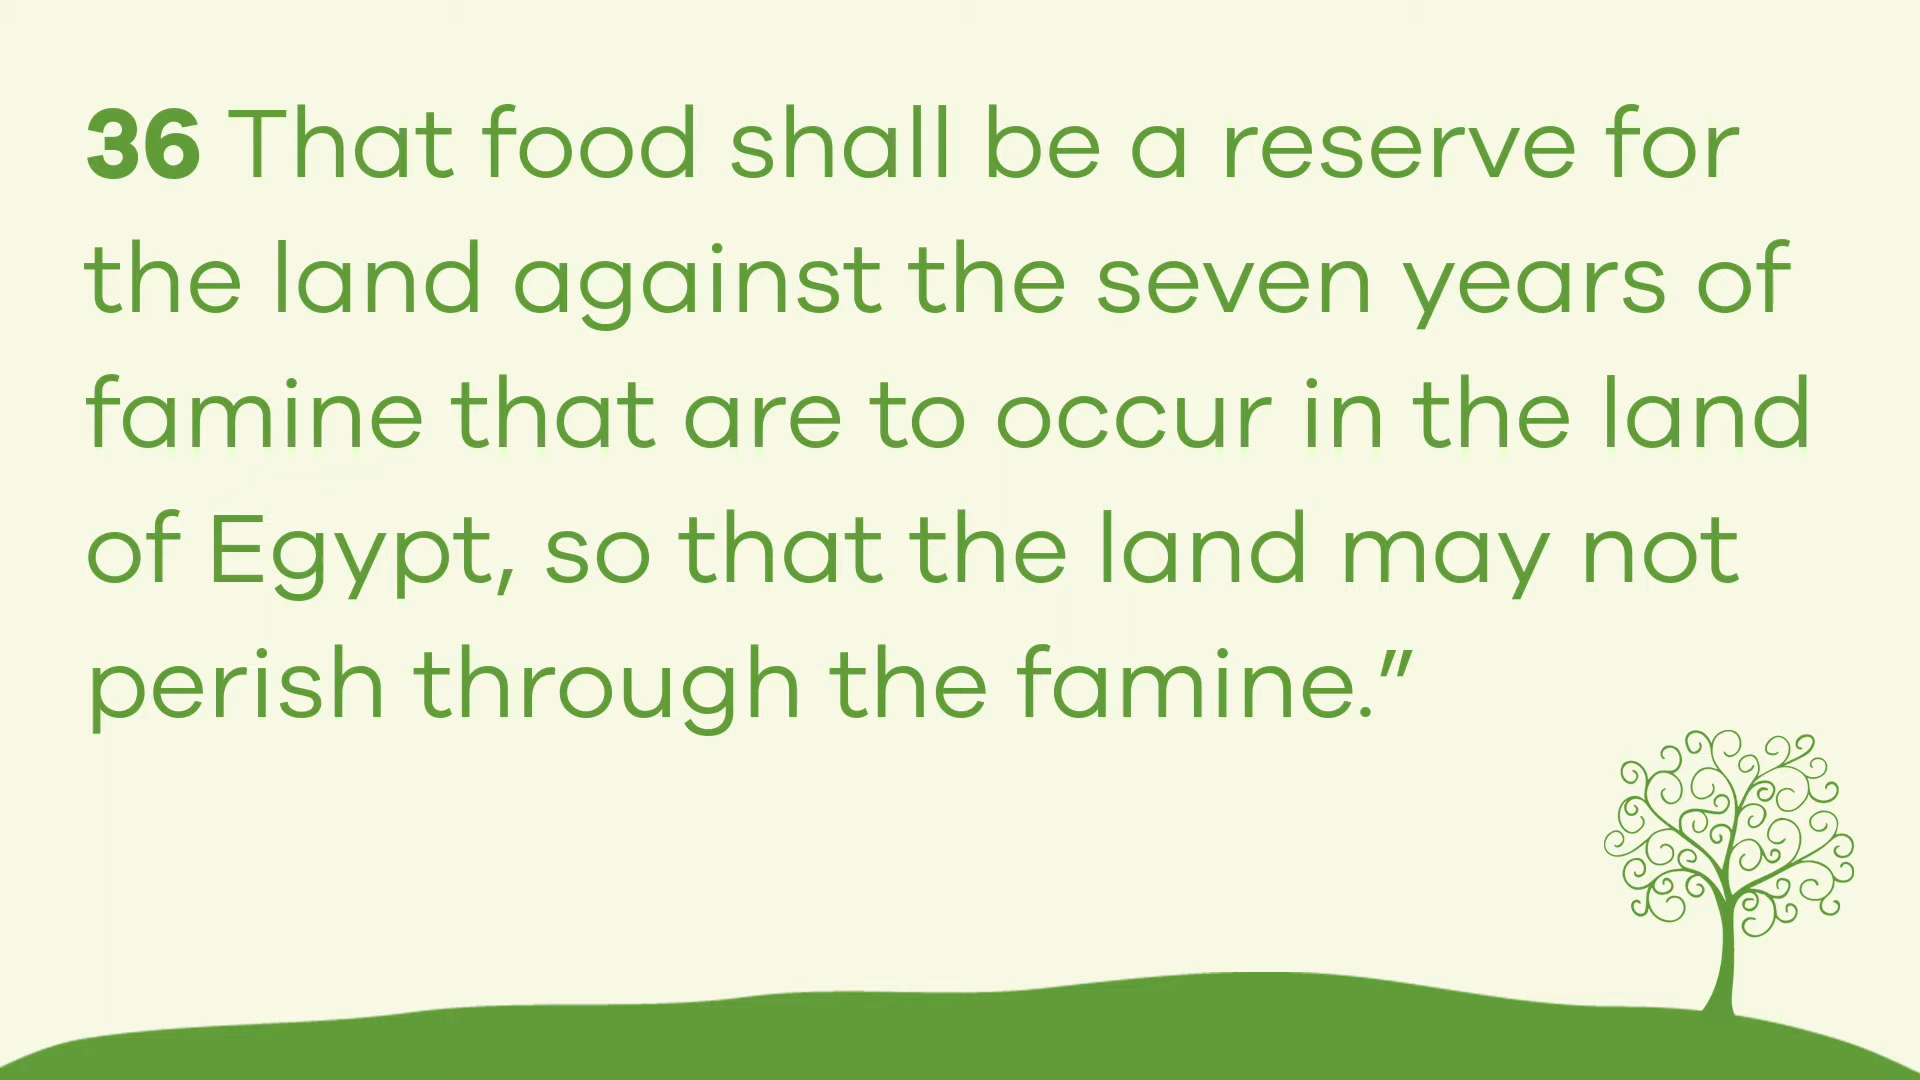 36 That food shall be a reserve for
the land against the seven years of
famine that are to occur in the land
of Egypt, so that the land may not
perish through the famine.”